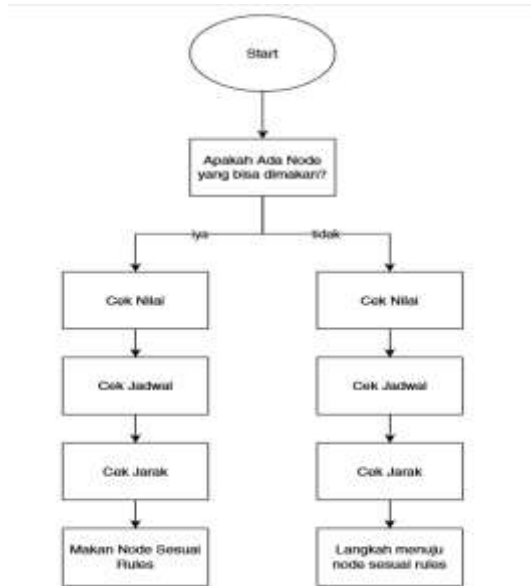 Start
Apakah Ada Node
yang bisa dimakan?
iya
tidak
Cek Nilai
Cek Nilai
Cek Jadwal
Cek Jadwal
Cek Jarak
Cek Jarak
Makan Node Sesuai
Rules
Langkah menuju
node sesuai rules